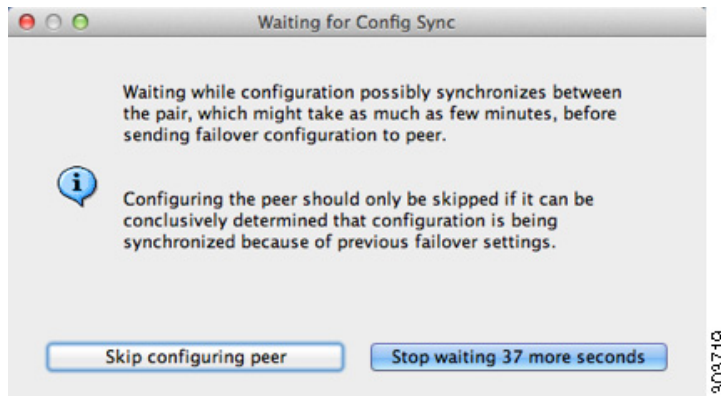 Waiting for Config Sync
Waiting while configuration possibly synchronizes between
the pair, which might take as much as few minutes, before
sending failover configuration to peer.
Configuring the peer should only be skipped if it can be
conclusively determined that configuration is being
synchronized because of previous failover settings.
Skip configuring peer
Stop waiting 37 more seconds
303719